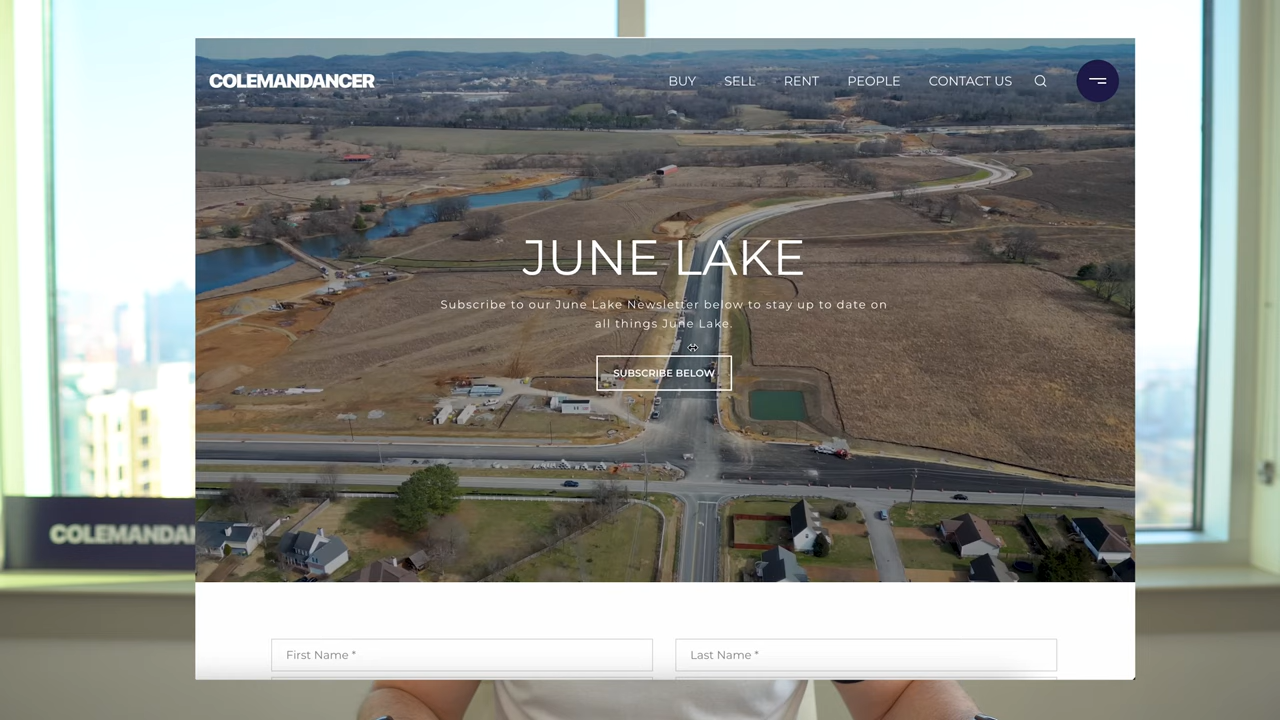 COLEMANDANCER
BUY SELL RENT PEOPLE CONTACT US
JUNE LAKE
Subscribe to our June Lake Newsletter below to stay up to date on
all things June Lake.
SUBSCRIBE BELOW
COLEMANDAN
First Name *
Last Name *